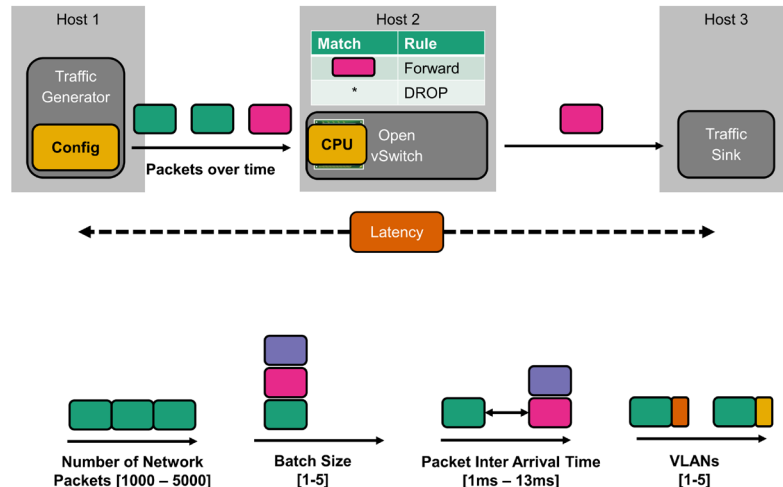 Host 1
Host 2
Host 3
Traffic
Generator
Config
Packets over time
Match Rule
Forward
* DROP
CPU
Open
vSwitch
Traffic
Sink
Latency
Number of Network
Packets [1000 – 5000]
Batch Size
[1-5]
Packet Inter Arrival Time
[1ms – 13ms]
VLANs
[1-5]